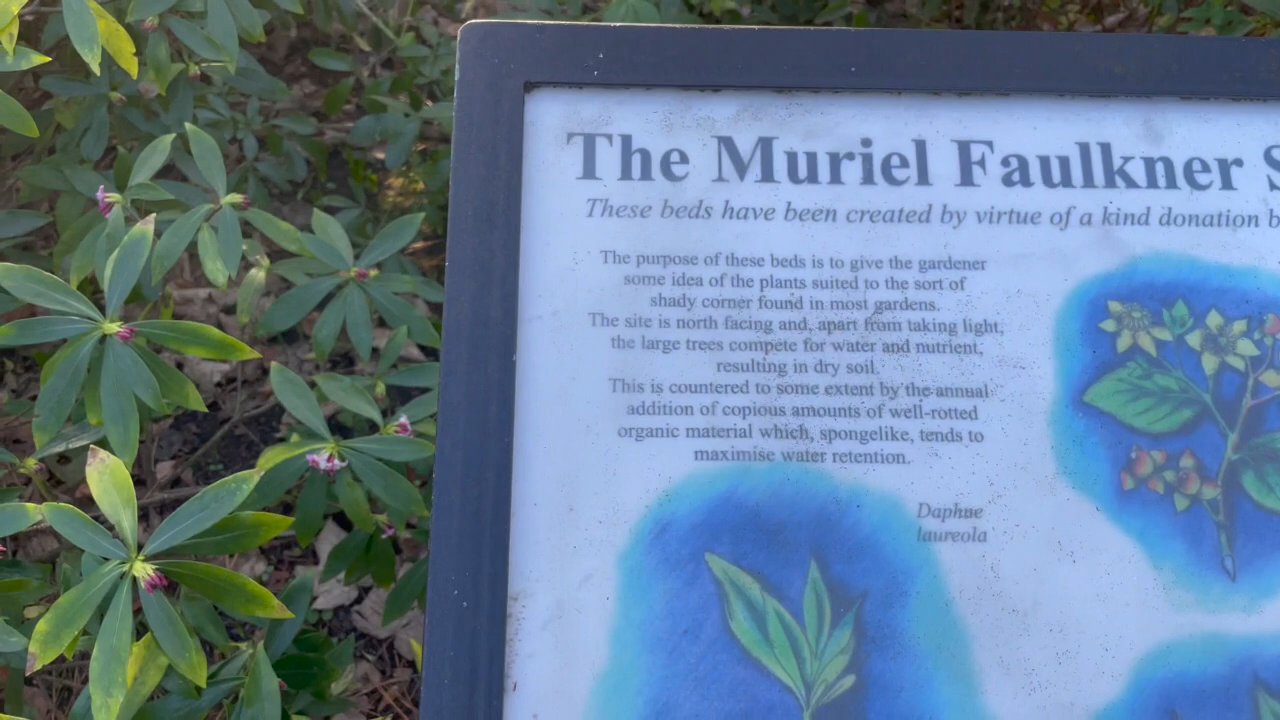 The Muriel Faulkner S
These beds have been created by virtue of a kind donation b
The purpose of these beds is to give the gardener
some idea of the plants suited to the sort of
shady corner found in most gardens.
The site is north facing and, apart from taking light,
the large trees compete for water and nutrient,
resulting in dry soil.
This is countered to some extent by the annual
addition of copious amounts of well-rotted
organic material which, spongelike, tends to
maximise water retention.
Daphne
laureola